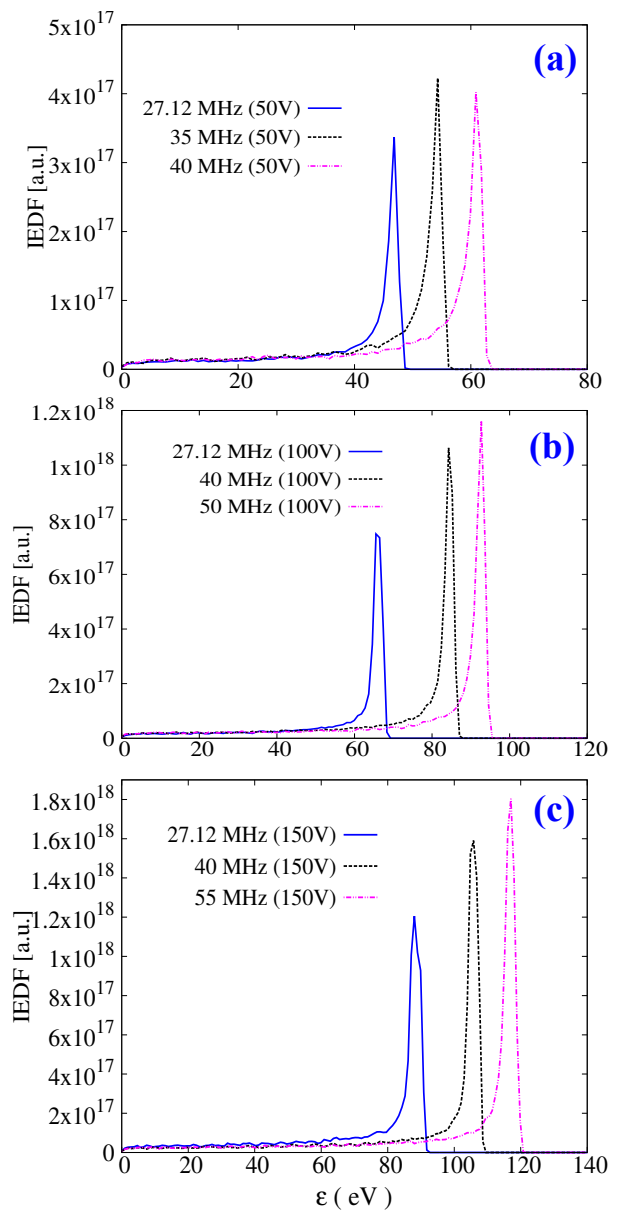 5x10^17
(a)
4x10^17
27.12 MHz (50V)
35 MHz (50V)
40 MHz (50V)
3x10^17
IEDF [a.u.]
2x10^17
1x10^17
0
0 20 40 60 80
1.2x10^18
(b)
27.12 MHz (100V)
40 MHz (100V)
50 MHz (100V)
1x10^18
8x10^17
IEDF [a.u.]
6x10^17
4x10^17
2x10^17
0
0 20 40 60 80 100 120
1.8x10^18
(c)
27.12 MHz (150V)
40 MHz (150V)
55 MHz (150V)
1.6x10^18
1.4x10^18
1.2x10^18
IEDF [a.u.]
1x10^18
8x10^17
6x10^17
4x10^17
2x10^17
0
0 20 40 60 80 100 120 140
ε ( eV)